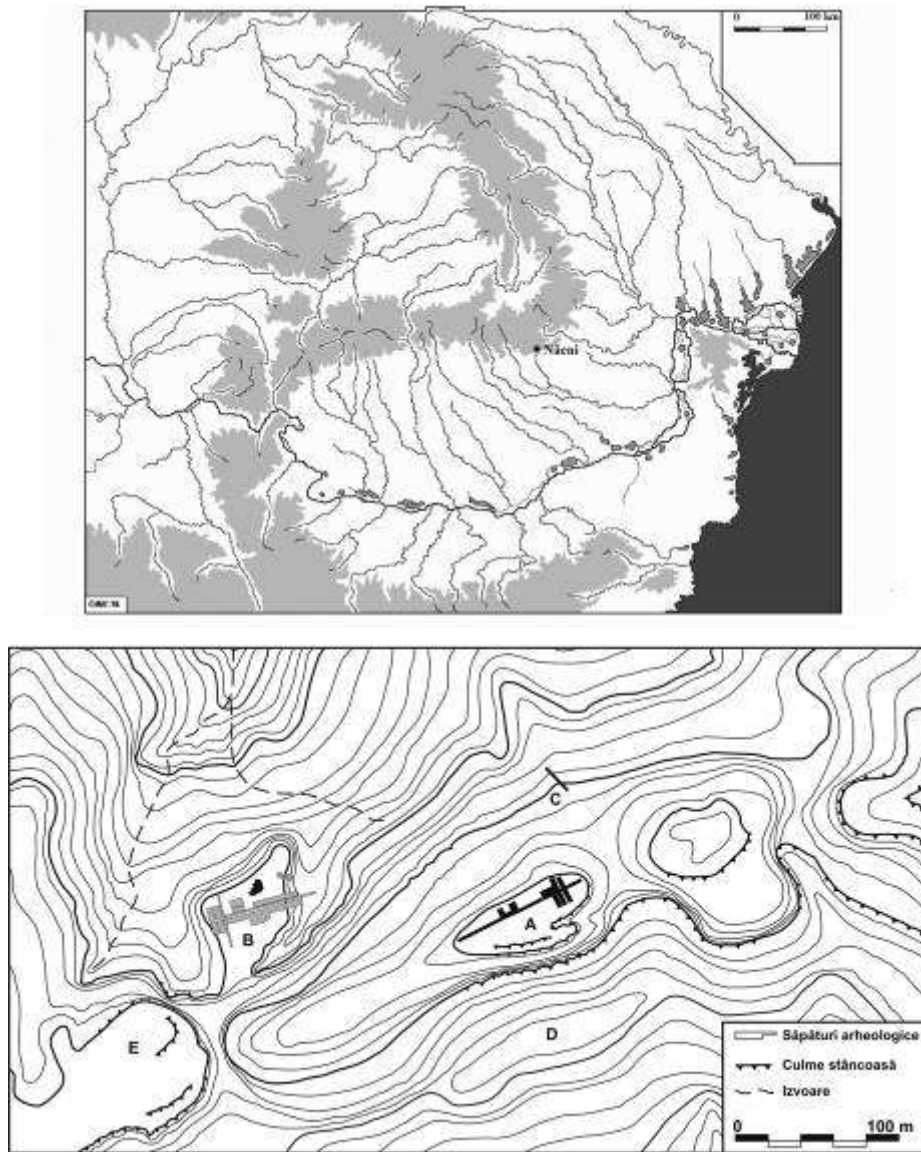 0 100 km
Năeni
C
A
B
D
E
Săpături arheologice
Culme stâncoasă
Izvoare
0 100 m